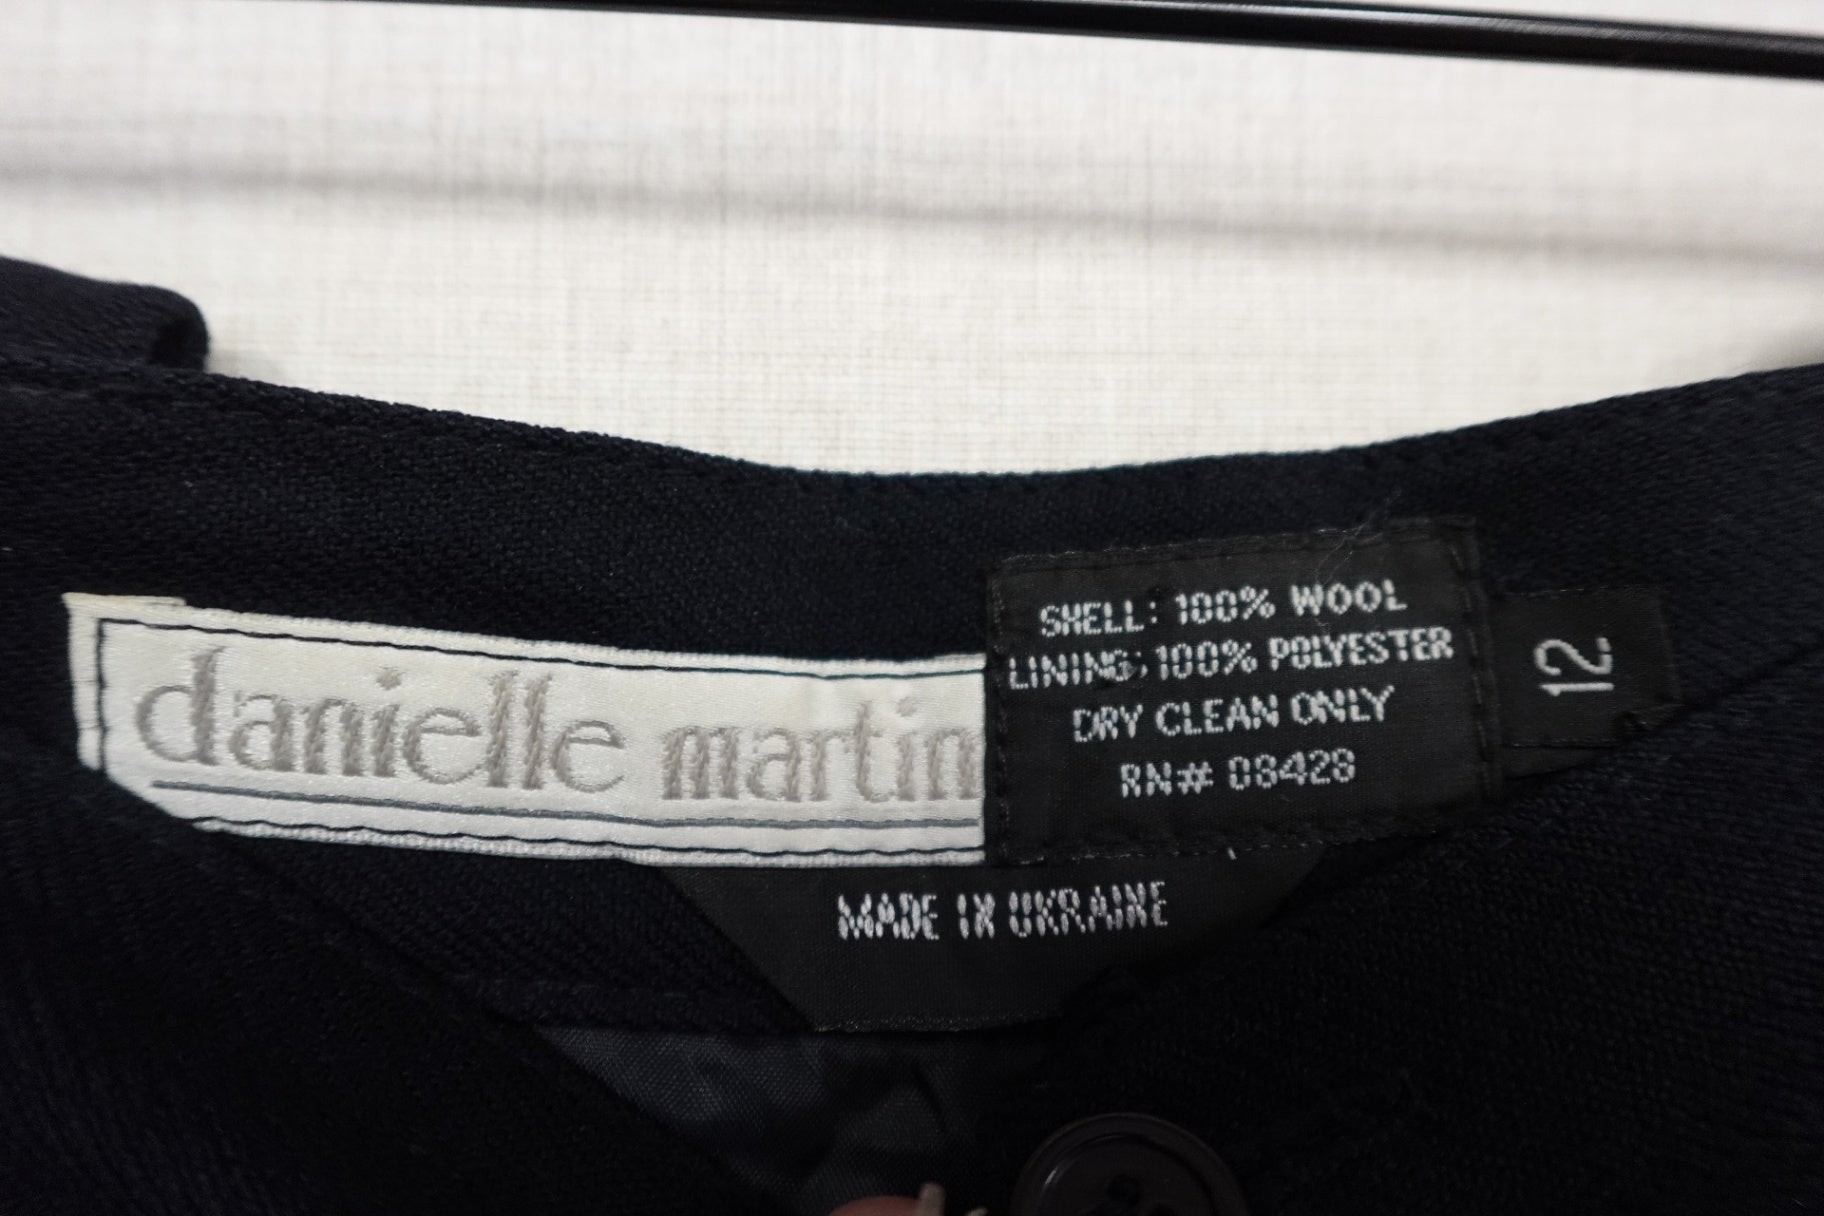 danielle martin
SHELL: 100% WOOL
LINING: 100% POLYESTER
DRY CLEAN ONLY
RN# 08428
12
MADE IN UKRAINE